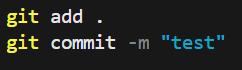 git add .
git commit -m "test"